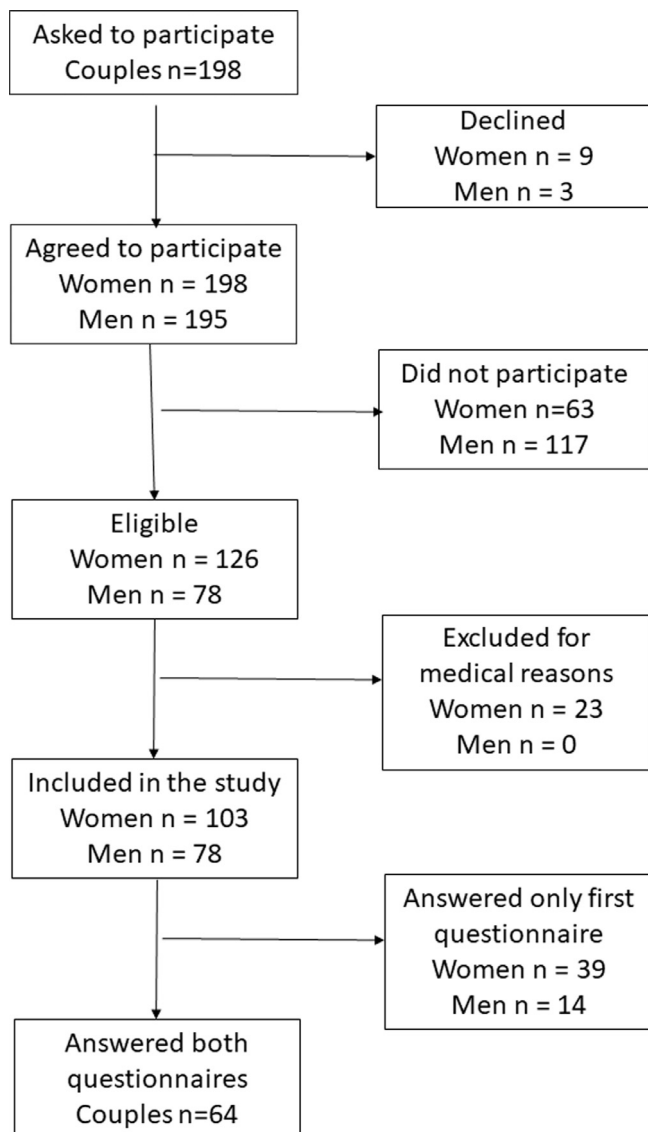 Asked to participate
Couples n=198
Declined
Women n = 9
Men n = 3
Agreed to participate
Women n = 198
Men n = 195
Did not participate
Women n=63
Men n = 117
Eligible
Women n = 126
Men n = 78
Excluded for
medical reasons
Women n = 23
Men n = 0
Included in the study
Women n = 103
Men n = 78
Answered only first
questionnaire
Women n = 39
Men n = 14
Answered both
questionnaires
Couples n=64